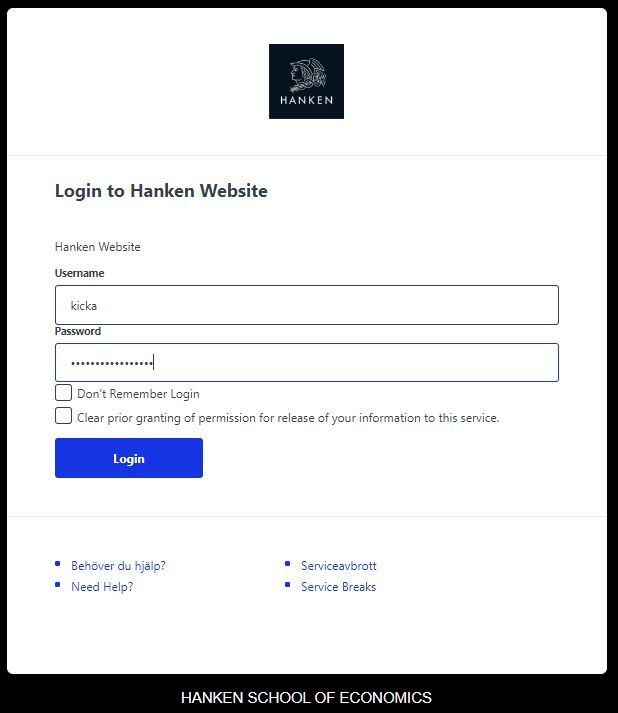 HANKEN
Login to Hanken Website
Hanken Website
Username
kicka
Password
•••••••••••••••••
Don't Remember Login
Clear prior granting of permission for release of your information to this service.
Login
Behöver du hjälp? Serviceavbrott
Need Help? Service Breaks
HANKEN SCHOOL OF ECONOMICS